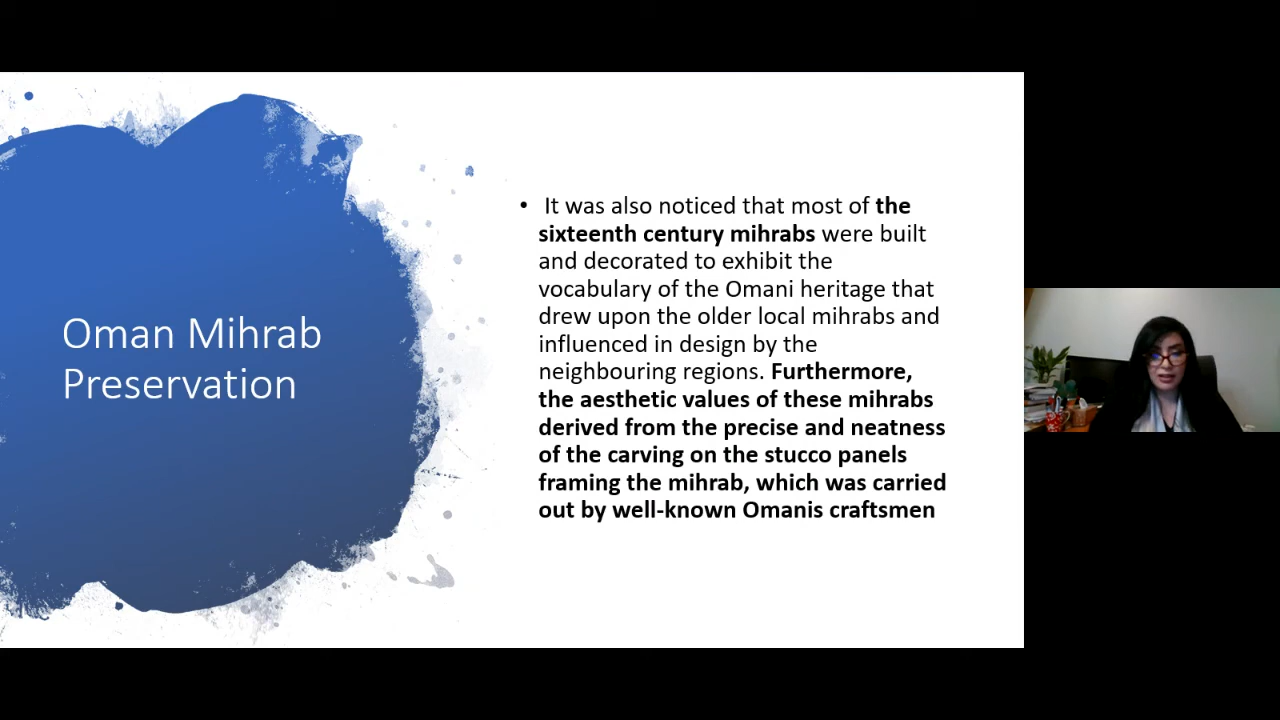 Oman Mihrab
Preservation
• It was also noticed that most of the
sixteenth century mihrabs were built
and decorated to exhibit the
vocabulary of the Omani heritage that
drew upon the older local mihrabs and
influenced in design by the
neighbouring regions. Furthermore,
the aesthetic values of these mihrabs
derived from the precise and neatness
of the carving on the stucco panels
framing the mihrab, which was carried
out by well-known Omanis craftsmen